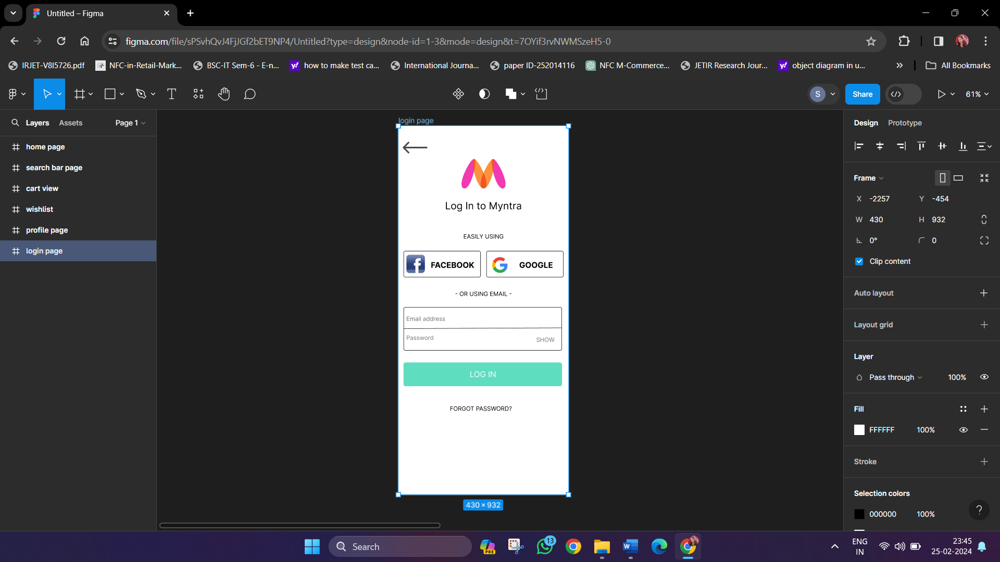 Untitled – Figma
figma.com/file/sPSvhQvJ4FjJGf2bET9NP4/Untitled?type=design&node-id=1-3&mode=design&t=7OYif3rvNWMSzeH5-0
IRJET-V8I5726.pdf
NFC-in-Retail-Mark...
BSC-IT Sem-6 - E-n...
how to make test ca...
International Journa...
paper ID-252014116
NFC M-Commerce...
JETIR Research Jour...
object diagram in u...
All Bookmarks
S
Share
61%
Layers
Assets
Page 1
home page
search bar page
cart view
wishlist
profile page
login page
login page
Log In to Myntra
EASILY USING
FACEBOOK
GOOGLE
- OR USING EMAIL -
Email address
Password
SHOW
LOG IN
FORGOT PASSWORD?
430 × 932
Design
Prototype
Frame
X -2257
Y -454
W 430
H 932
0°
0
Clip content
Auto layout
Layout grid
Layer
Pass through
100%
Fill
FFFFFF
100%
Stroke
Selection colors
000000
100%
?
Search
PRE
13
ENG
IN
23:45
25-02-2024